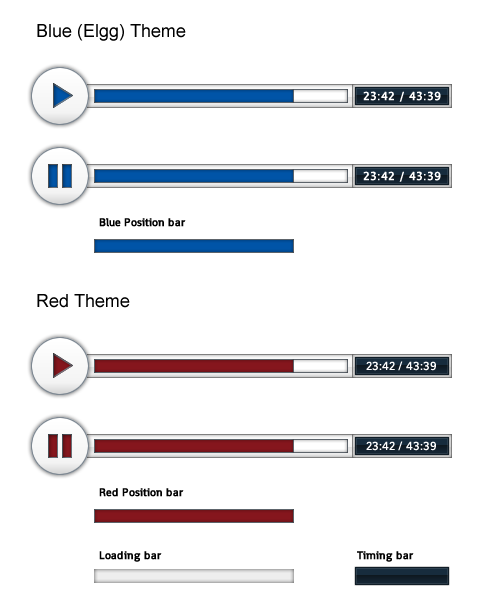 Blue (Elgg) Theme
23:42 / 43:39
23:42 / 43:39
Blue Position bar
Red Theme
23:42 / 43:39
23:42 / 43:39
Red Position bar
Loading bar
Timing bar